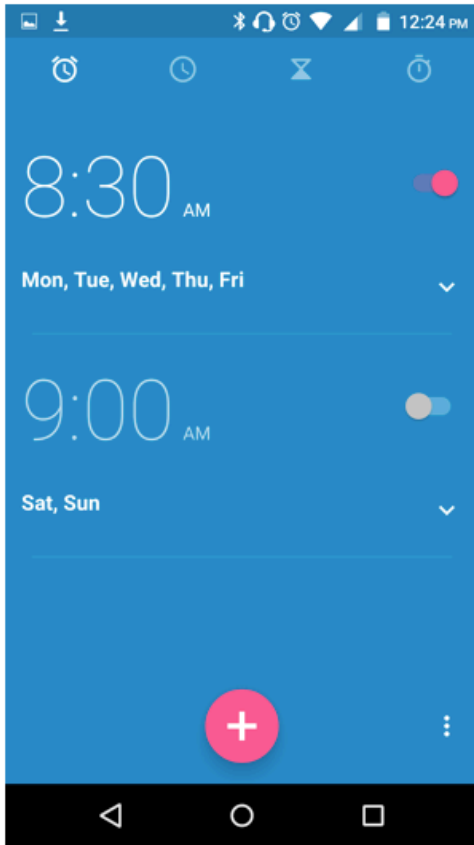 12:24 PM
8:30 AM
Mon, Tue, Wed, Thu, Fri
9:00 AM
Sat, Sun